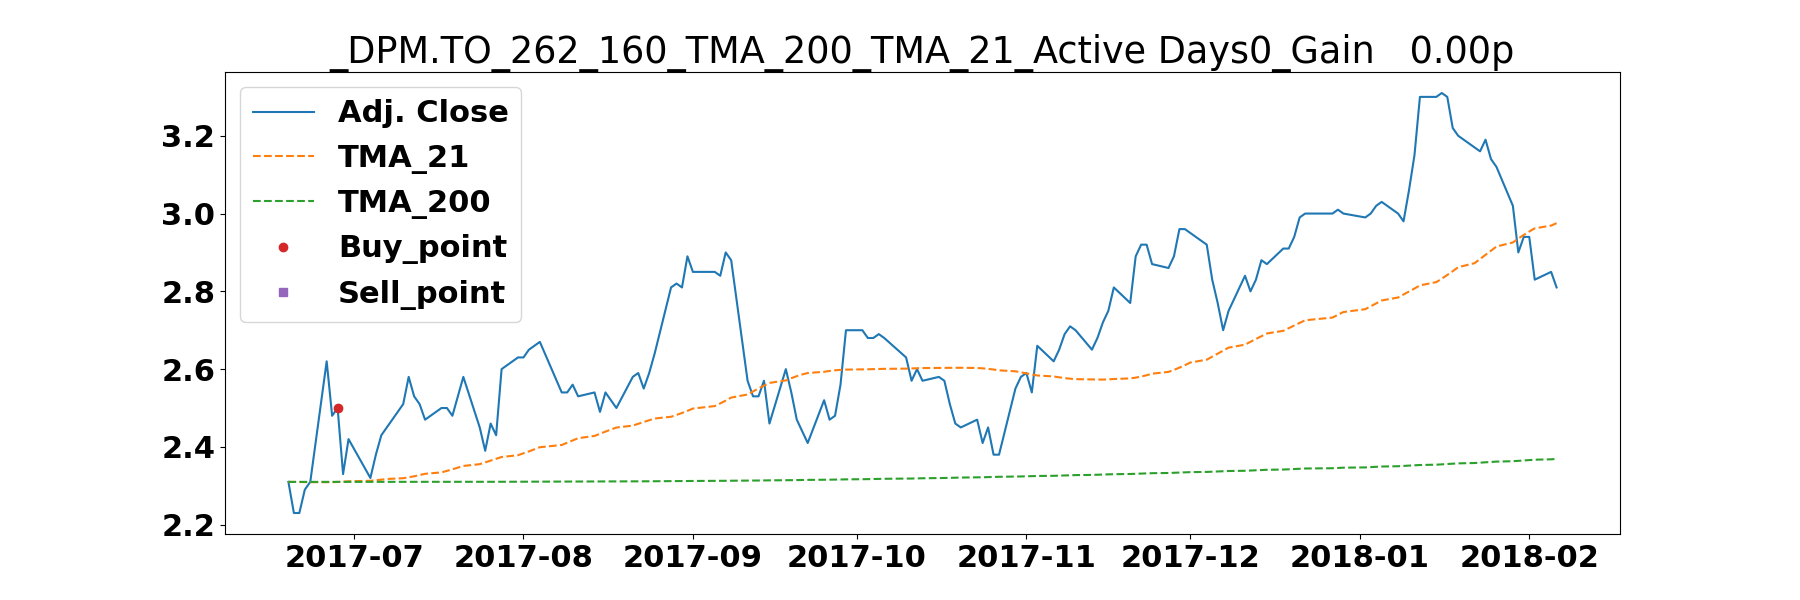 _DPM.TO_262_160_TMA_200_TMA_21_Active Days0_Gain   0.00p
Adj. Close
TMA_21
TMA_200
Buy_point
Sell_point
3.2
3.0
2.8
2.6
2.4
2.2
2017-07 2017-08 2017-09 2017-10 2017-11 2017-12 2018-01 2018-02